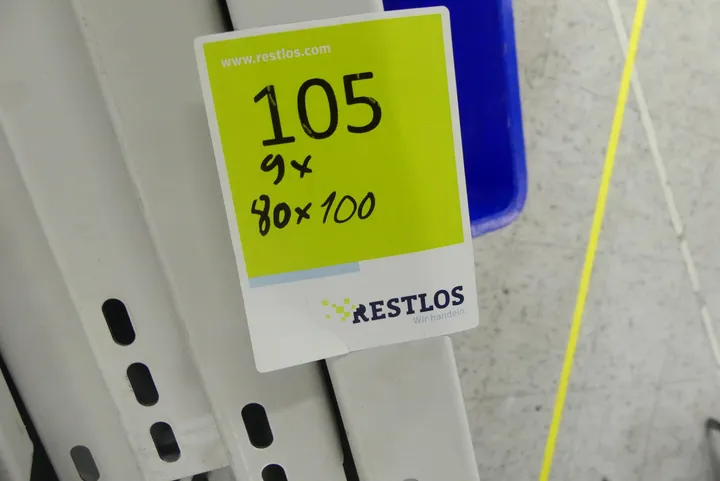 www.restlos.com
105
9x
80x100
RESTLOS
Wir handeln.